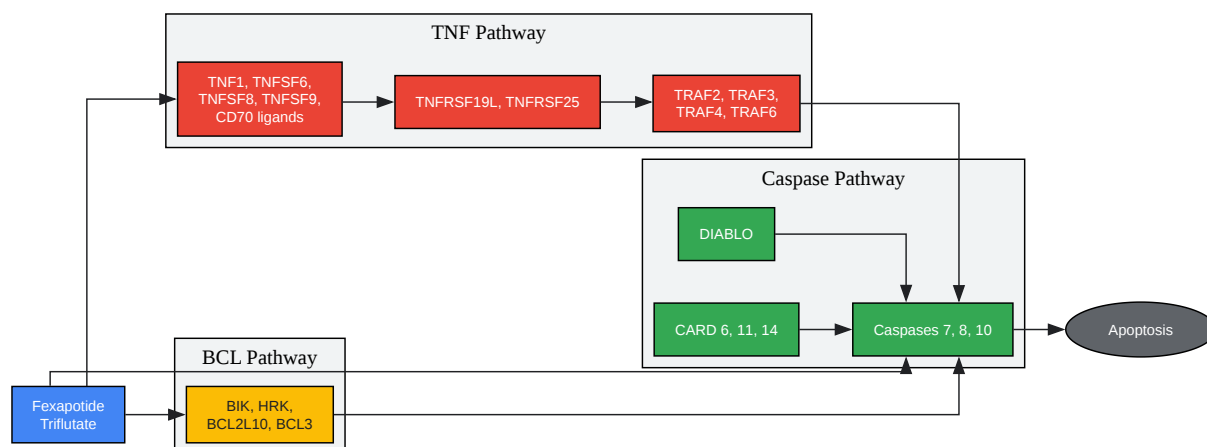 TNF Pathway
TNF1, TNFSF6,
TNFSF8, TNFSF9,
CD70 ligands
TNFRSF19L, TNFRSF25
TRAF2, TRAF3,
TRAF4, TRAF6
Caspase Pathway
DIABLO
CARD 6, 11, 14
Caspases 7, 8, 10
Apoptosis
BCL Pathway
Fexapotide
Triflutate
BIK, HRK,
BCL2L10, BCL3